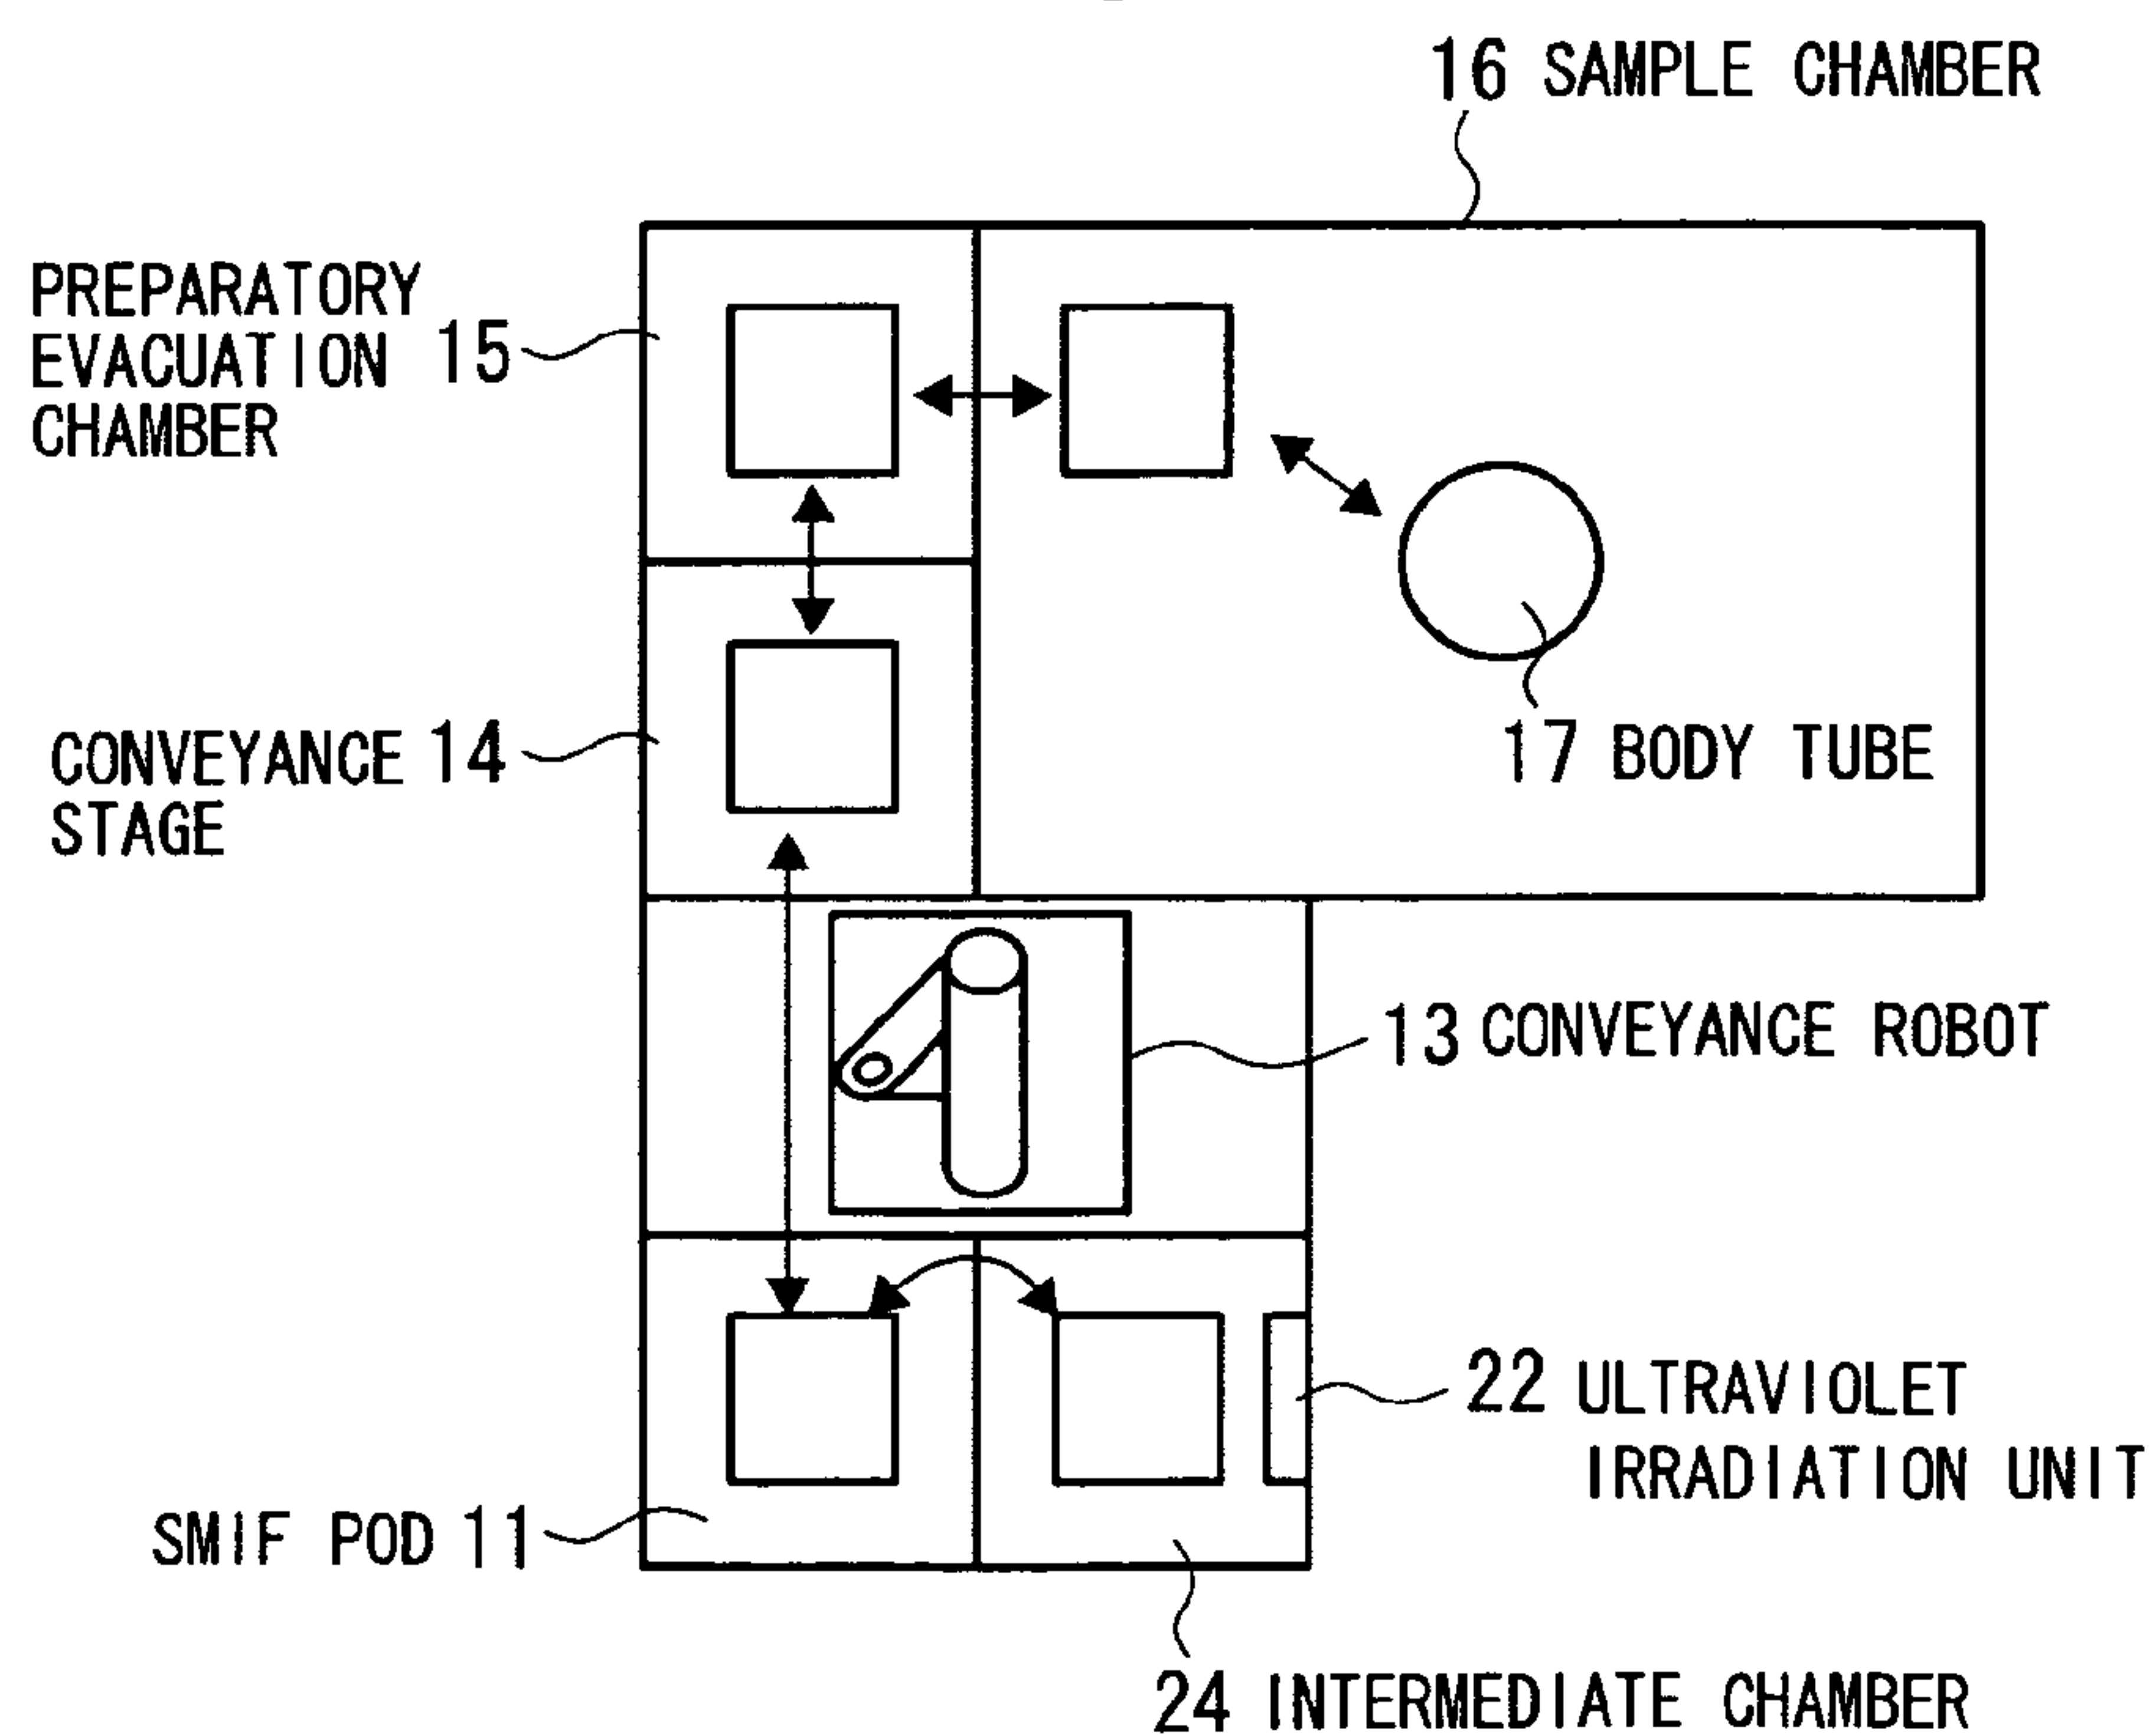 16 SAMPLE CHAMBER
PREPARATORY
EVACUATION 15
CHAMBER
CONVEYANCE 14
STAGE
17 BODY TUBE
13 CONVEYANCE ROBOT
22 ULTRAVIOLET
IRRADIATION UNIT
SMIF POD 11
24 INTERMEDIATE CHAMBER